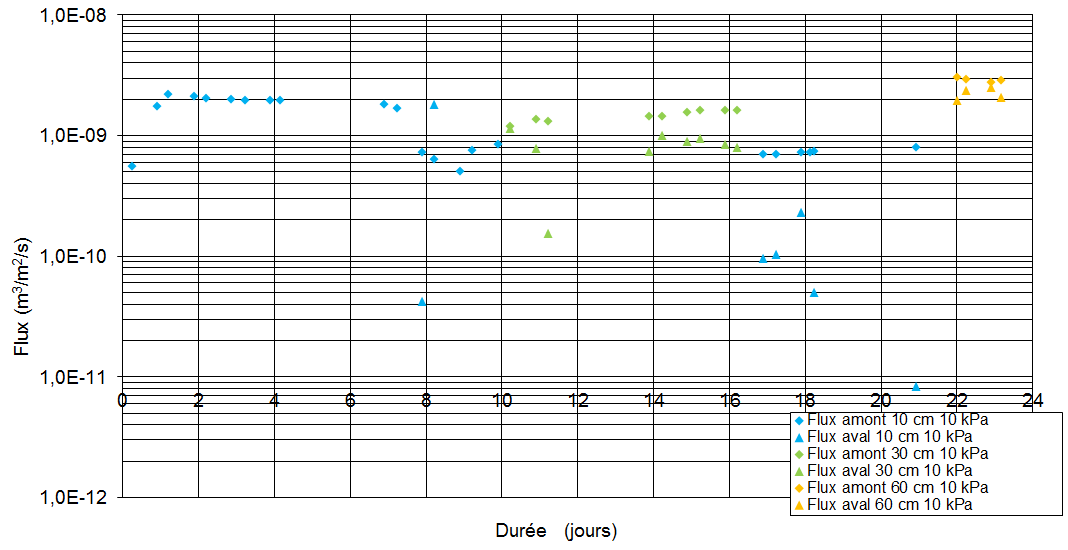 1,0E-08
1,0E-09
1,0E-10
1,0E-11
1,0E-12
Flux (m³/m²/s)
0 2 4 6 8 10 12 14 16 18 20 22 24
Flux amont 10 cm 10 kPa
Flux aval 10 cm 10 kPa
Flux amont 30 cm 10 kPa
Flux aval 30 cm 10 kPa
Flux amont 60 cm 10 kPa
Flux aval 60 cm 10 kPa
Durée (jours)